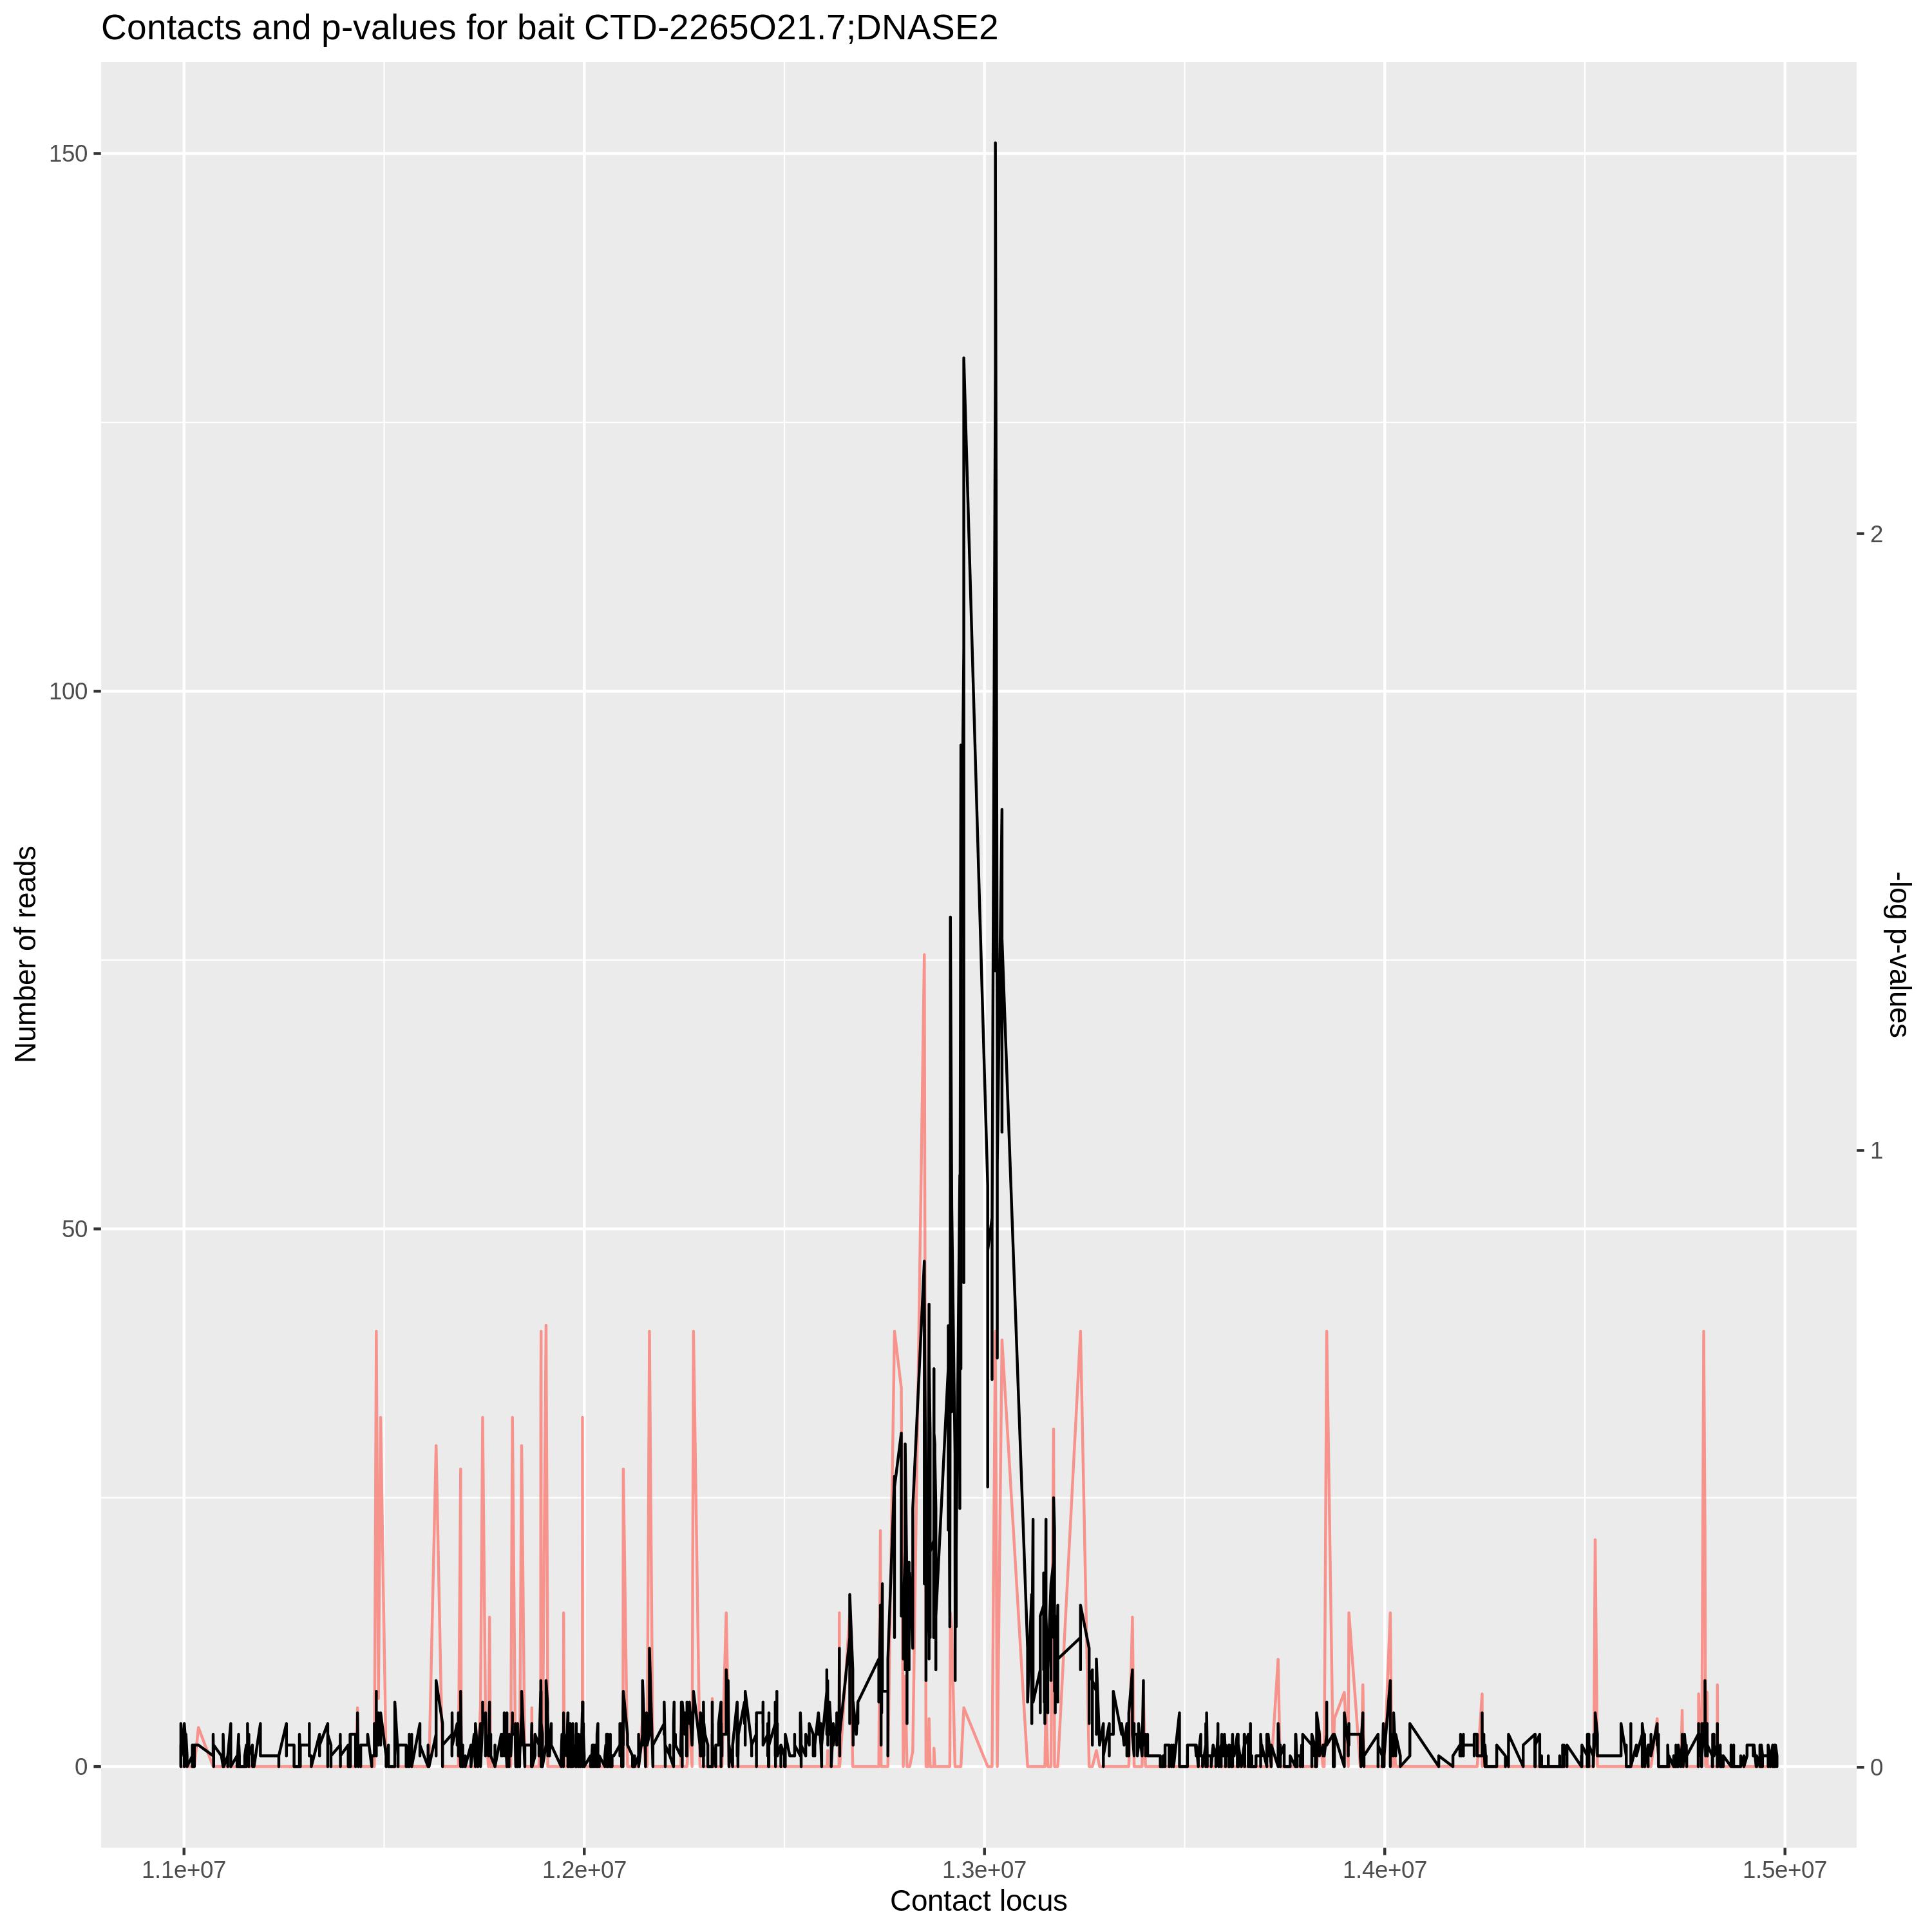 Contacts and p-values for bait CTD-2265O21.7;DNASE2
150
100
50
0
Number of reads
2
1
0
-log p-values
1.1e+07
1.2e+07
1.3e+07
1.4e+07
1.5e+07
Contact locus